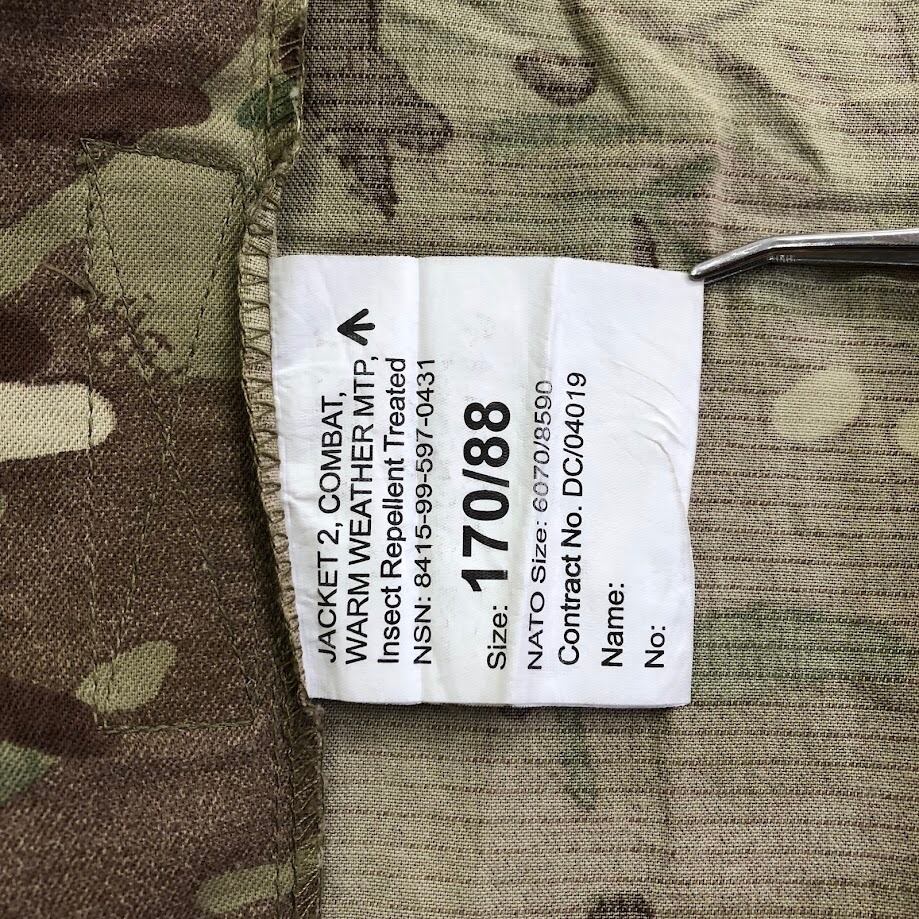 JACKET 2, COMBAT,
WARM WEATHER MTP,
Insect Repellent Treated
NSN: 8415-99-597-0431
Size: 170/88
NATO Size: 6070/8590
Contract No. DC/04019
Name:
No: